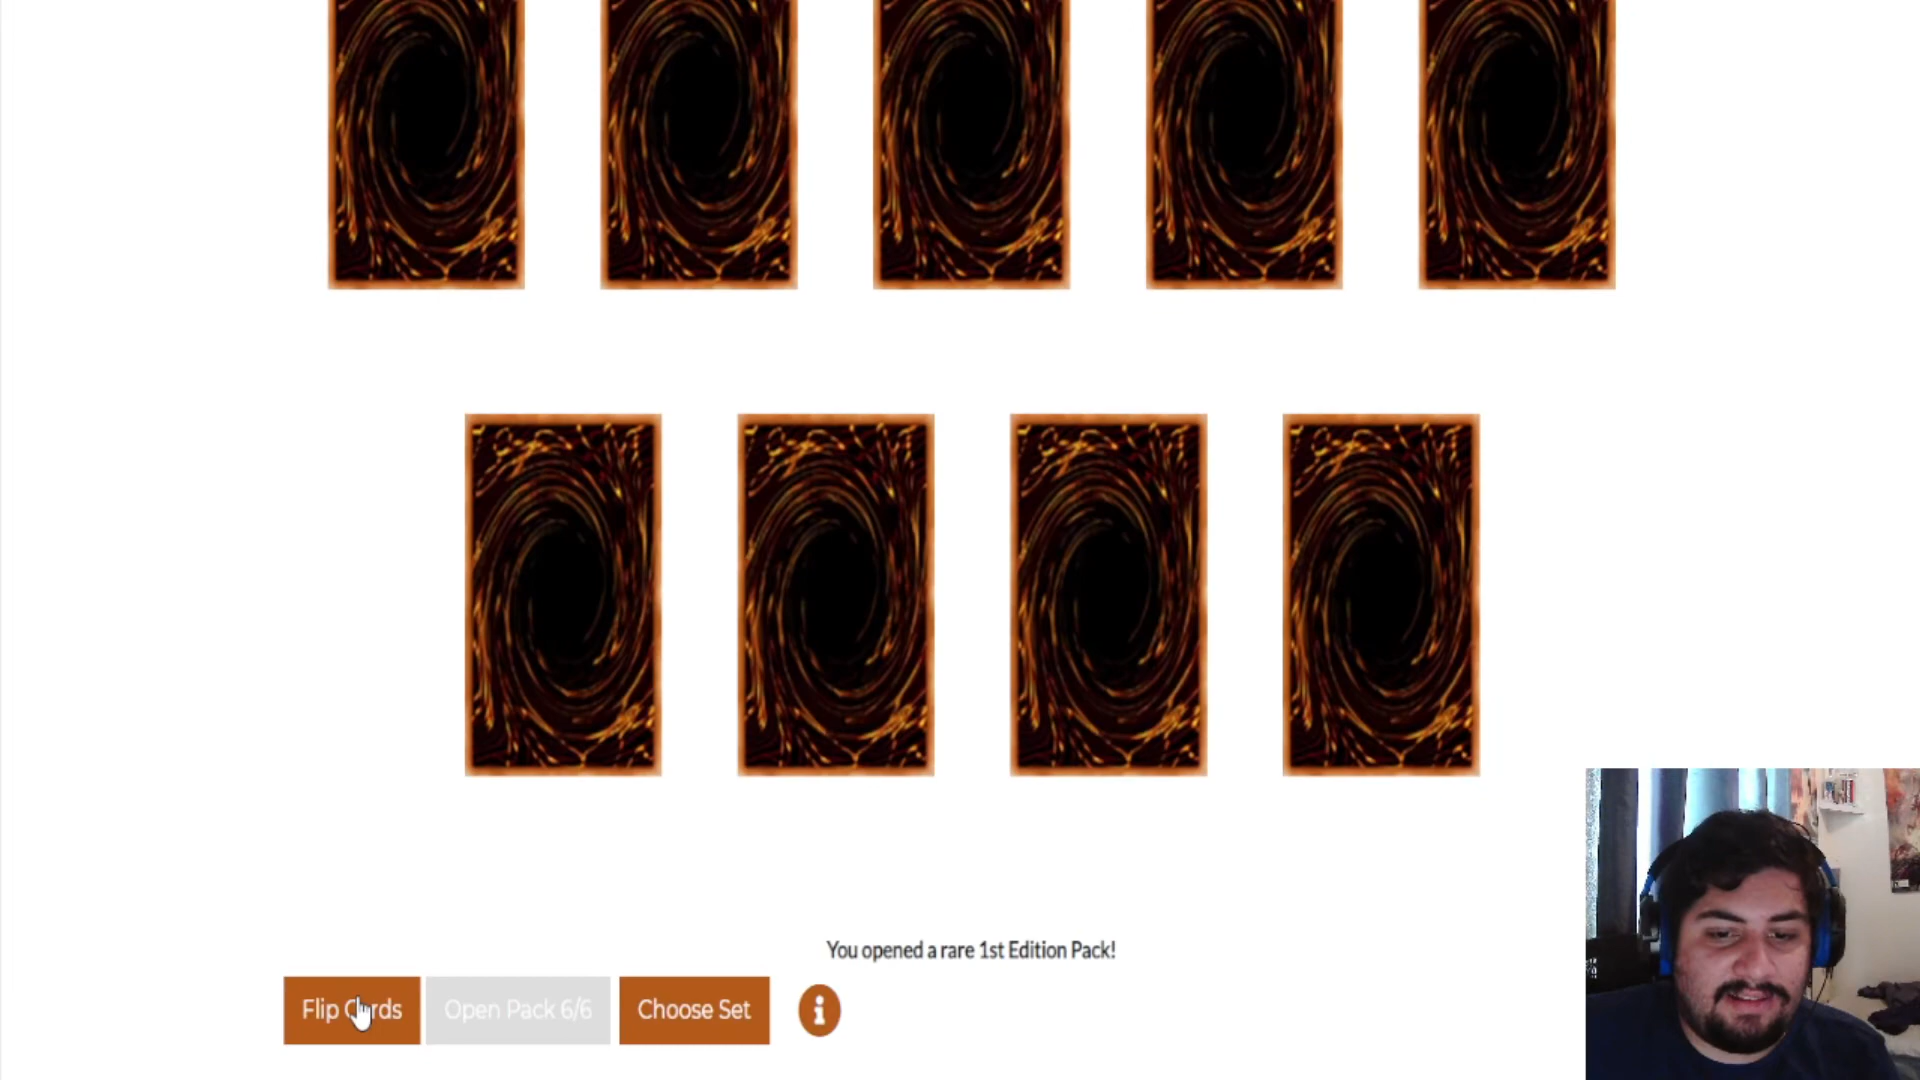 You opened a rare 1st Edition Pack!
Flip Cards
Open Pack 6/6
Choose Set
i